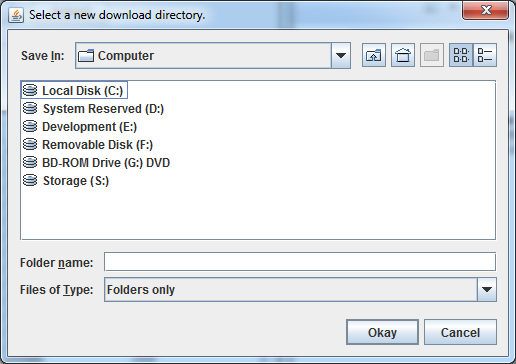 Select a new download directory.
Save In: Computer
Local Disk (C:)
System Reserved (D:)
Development (E:)
Removable Disk (F:)
BD-ROM Drive (G:) DVD
Storage (S:)
Folder name:
Files of Type: Folders only
Okay Cancel